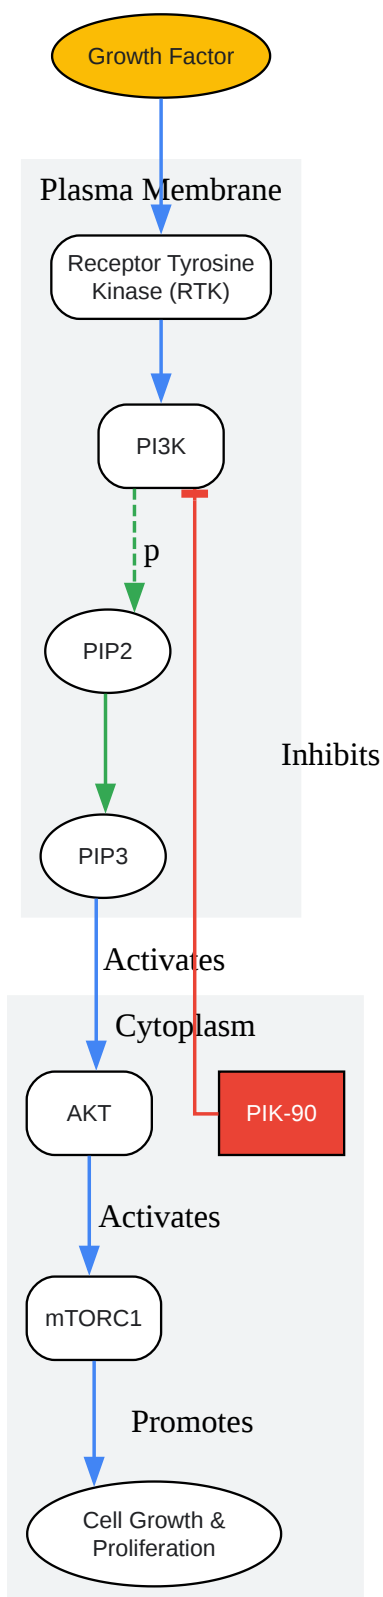 Growth Factor
Plasma Membrane
Receptor Tyrosine
Kinase (RTK)
PI3K
p
PIP2
Inhibits
PIP3
Activates
Cytoplasm
AKT
PIK-90
Activates
mTORC1
Promotes
Cell Growth &
Proliferation